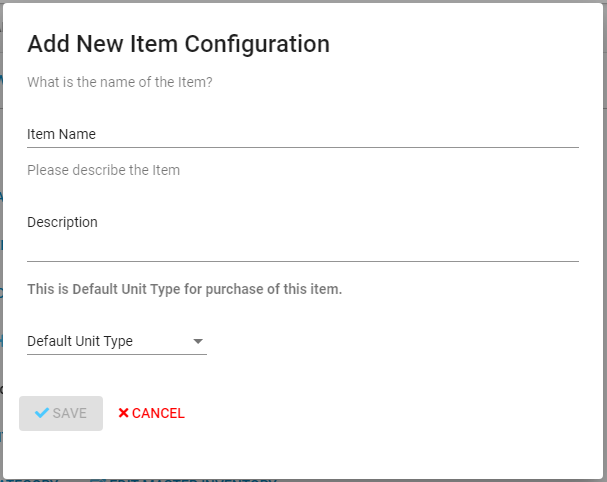 Add New Item Configuration
What is the name of the Item?
Item Name
Please describe the Item
Description
This is Default Unit Type for purchase of this item.
Default Unit Type
SAVE CANCEL